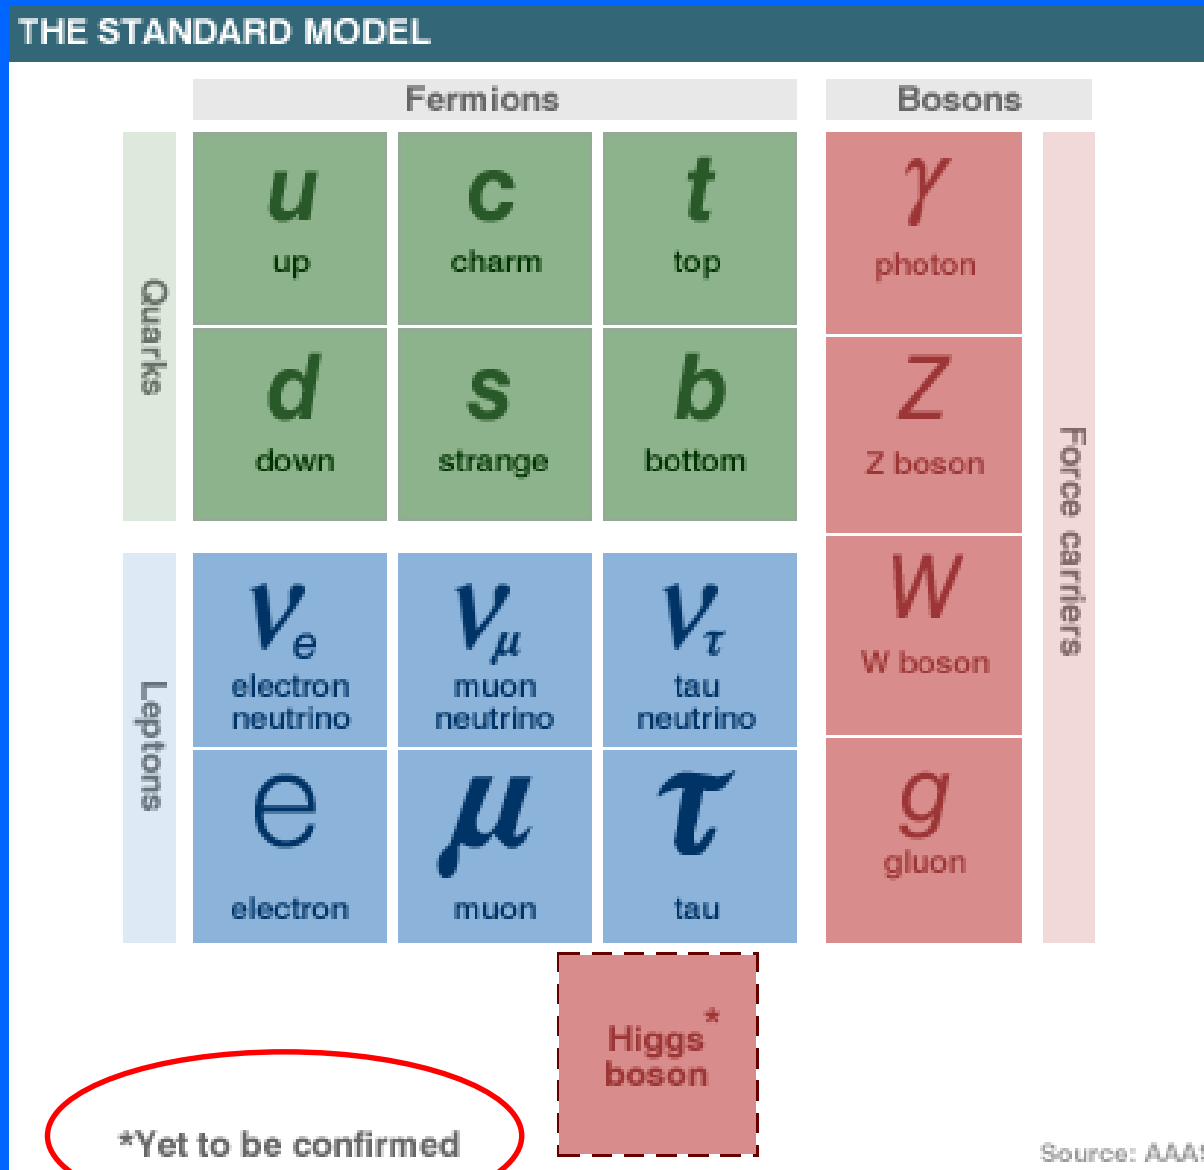 THE STANDARD MODEL
Fermions
Bosons
Quarks
u
up
c
charm
t
top
d
down
s
strange
b
bottom
Leptons
νe
electron
neutrino
νμ
muon
neutrino
ντ
tau
neutrino
e
electron
μ
muon
τ
tau
γ
photon
Z
Z boson
W
W boson
g
gluon
Force carriers
Higgs*
boson
*Yet to be confirmed
Source: